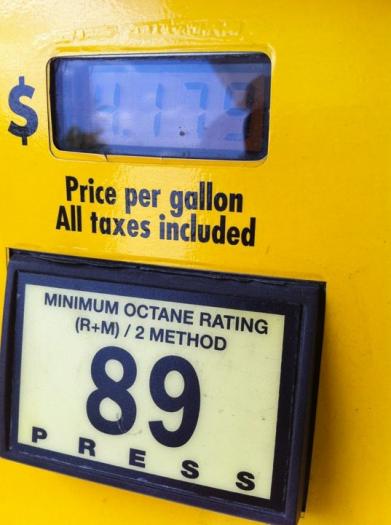 $ 4.179
Price per gallon
All taxes included
MINIMUM OCTANE RATING
(R+M) / 2 METHOD
89
PRESS